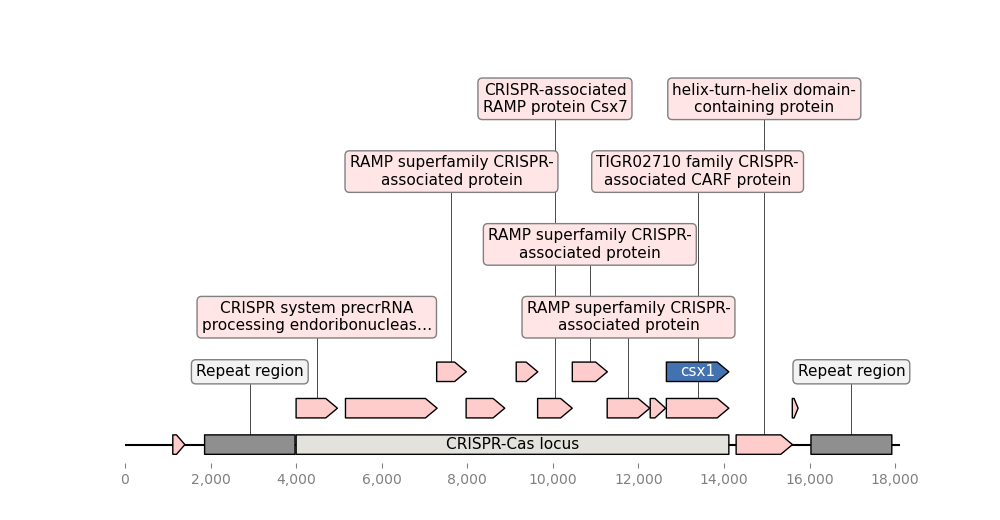 CRISPR-associated
RAMP protein Csx7
helix-turn-helix domain-
containing protein
RAMP superfamily CRISPR-
associated protein
TIGR02710 family CRISPR-
associated CARF protein
RAMP superfamily CRISPR-
associated protein
CRISPR system precrRNA
processing endoribonucleas…
RAMP superfamily CRISPR-
associated protein
Repeat region
csx1
Repeat region
CRISPR-Cas locus
0 2,000 4,000 6,000 8,000 10,000 12,000 14,000 16,000 18,000